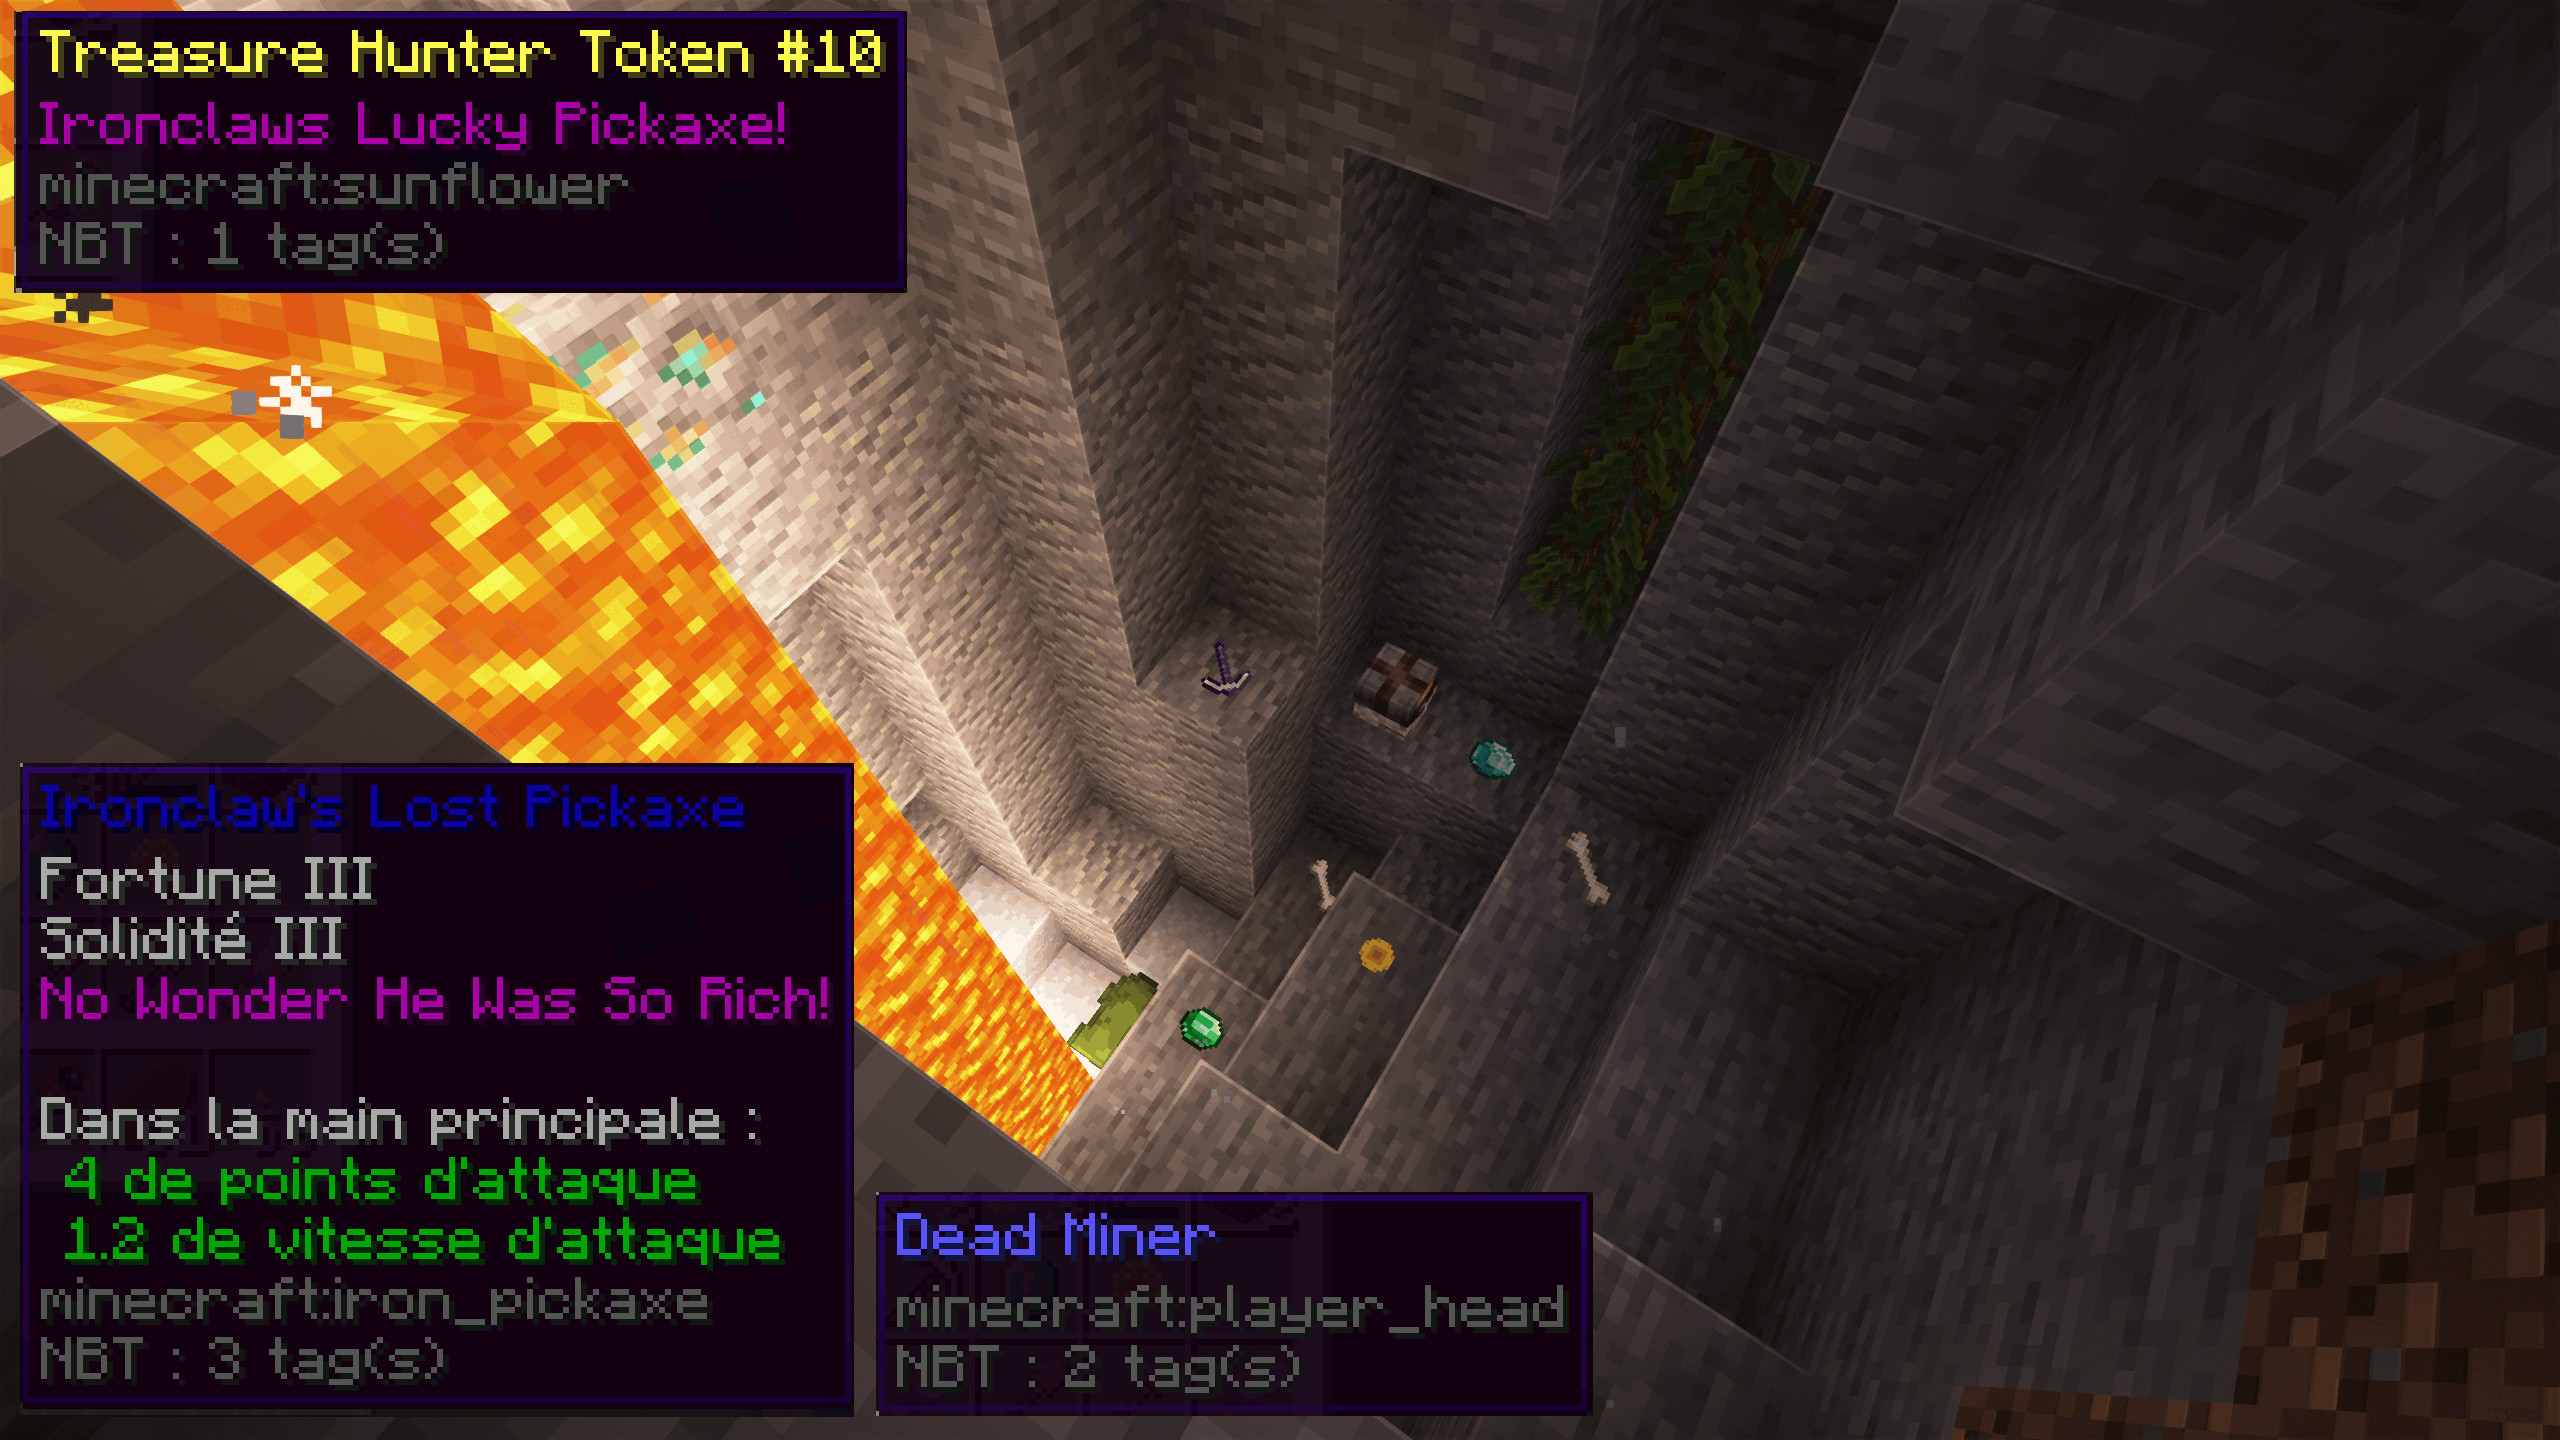 Treasure Hunter Token #10
Ironclaws Lucky Pickaxe!
minecraft:sunflower
NBT : 1 tag(s)
Ironclaw's Lost Pickaxe
Fortune III
Solidité III
No Wonder He Was So Rich!
Dans la main principale :
4 de points d'attaque
1.2 de vitesse d'attaque
minecraft:iron_pickaxe
NBT : 3 tag(s)
Dead Miner
minecraft:player_head
NBT : 2 tag(s)